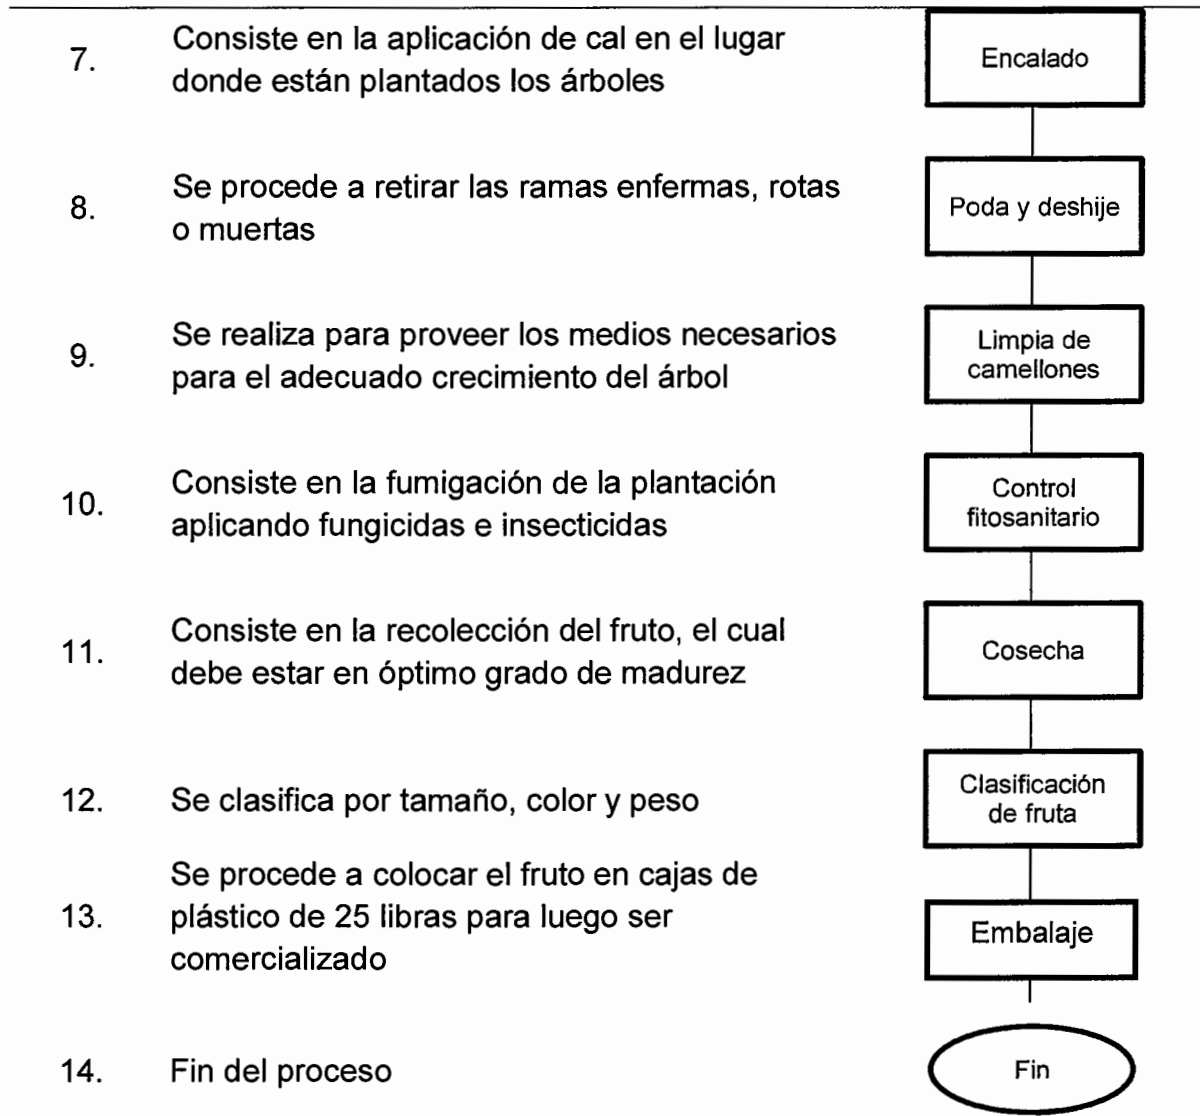 7.
Consiste en la aplicación de cal en el lugar
donde están plantados los árboles
Encalado
8.
Se procede a retirar las ramas enfermas, rotas
o muertas
Poda y deshije
9.
Se realiza para proveer los medios necesarios
para el adecuado crecimiento del árbol
Limpia de
camellones
10.
Consiste en la fumigación de la plantación
aplicando fungicidas e insecticidas
Control
fitosanitario
11.
Consiste en la recolección del fruto, el cual
debe estar en óptimo grado de madurez
Cosecha
12.
Se clasifica por tamaño, color y peso
Clasificación
de fruta
13.
Se procede a colocar el fruto en cajas de
plástico de 25 libras para luego ser
comercializado
Embalaje
14.
Fin del proceso
Fin